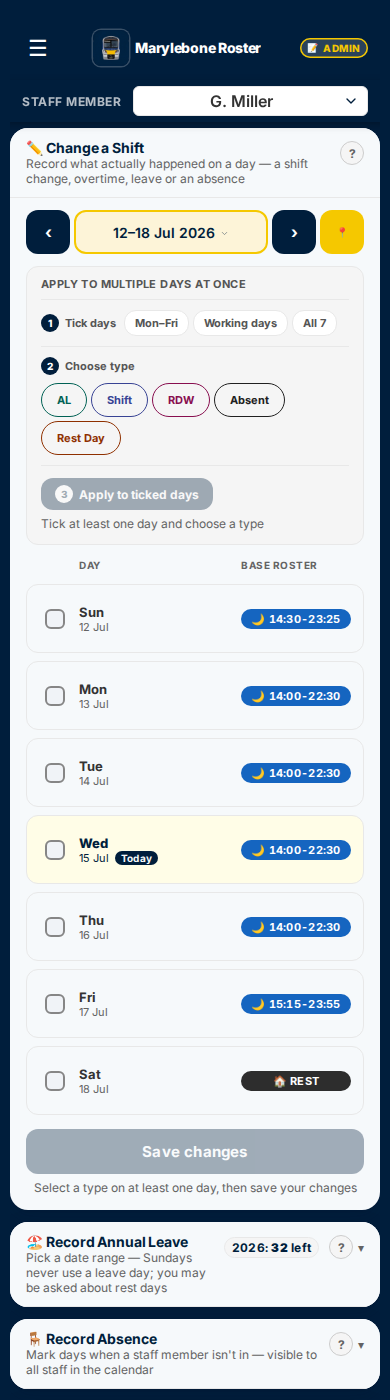 Marylebone Roster
ADMIN
STAFF MEMBER
G. Miller
Change a Shift
Record what actually happened on a day — a shift
change, overtime, leave or an absence
?
12–18 Jul 2026
APPLY TO MULTIPLE DAYS AT ONCE
1 Tick days Mon–Fri Working days All 7
2 Choose type
AL Shift RDW Absent
Rest Day
3 Apply to ticked days
Tick at least one day and choose a type
DAY BASE ROSTER
Sun
12 Jul
14:30-23:25
Mon
13 Jul
14:00-22:30
Tue
14 Jul
14:00-22:30
Wed
15 Jul Today
14:00-22:30
Thu
16 Jul
14:00-22:30
Fri
17 Jul
15:15-23:55
Sat
18 Jul
REST
Save changes
Select a type on at least one day, then save your changes
Record Annual Leave
Pick a date range — Sundays
never use a leave day; you may
be asked about rest days
2026: 32 left
?
Record Absence
Mark days when a staff member isn't in — visible to
all staff in the calendar
?